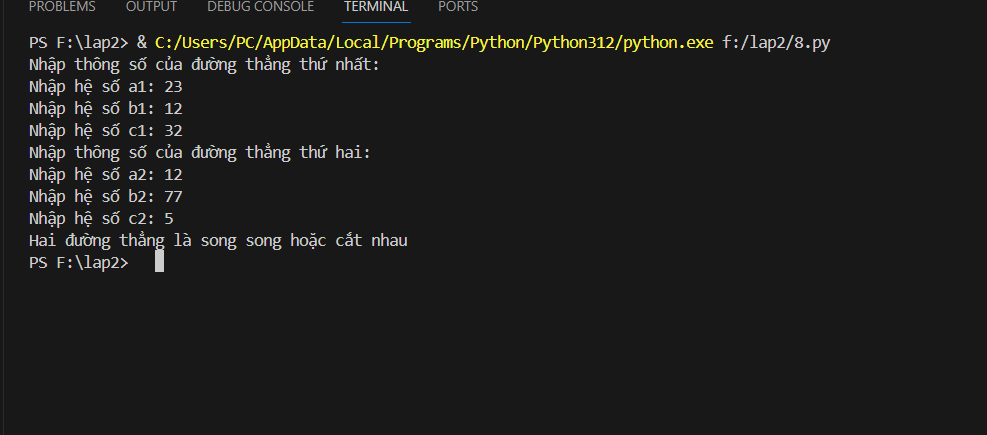 PROBLEMS OUTPUT DEBUG CONSOLE TERMINAL PORTS
PS F:\lap2> & C:/Users/PC/AppData/Local/Programs/Python/Python312/python.exe f:/lap2/8.py
Nhập thông số của đường thẳng thứ nhất:
Nhập hệ số a1: 23
Nhập hệ số b1: 12
Nhập hệ số c1: 32
Nhập thông số của đường thẳng thứ hai:
Nhập hệ số a2: 12
Nhập hệ số b2: 77
Nhập hệ số c2: 5
Hai đường thẳng là song song hoặc cắt nhau
PS F:\lap2>